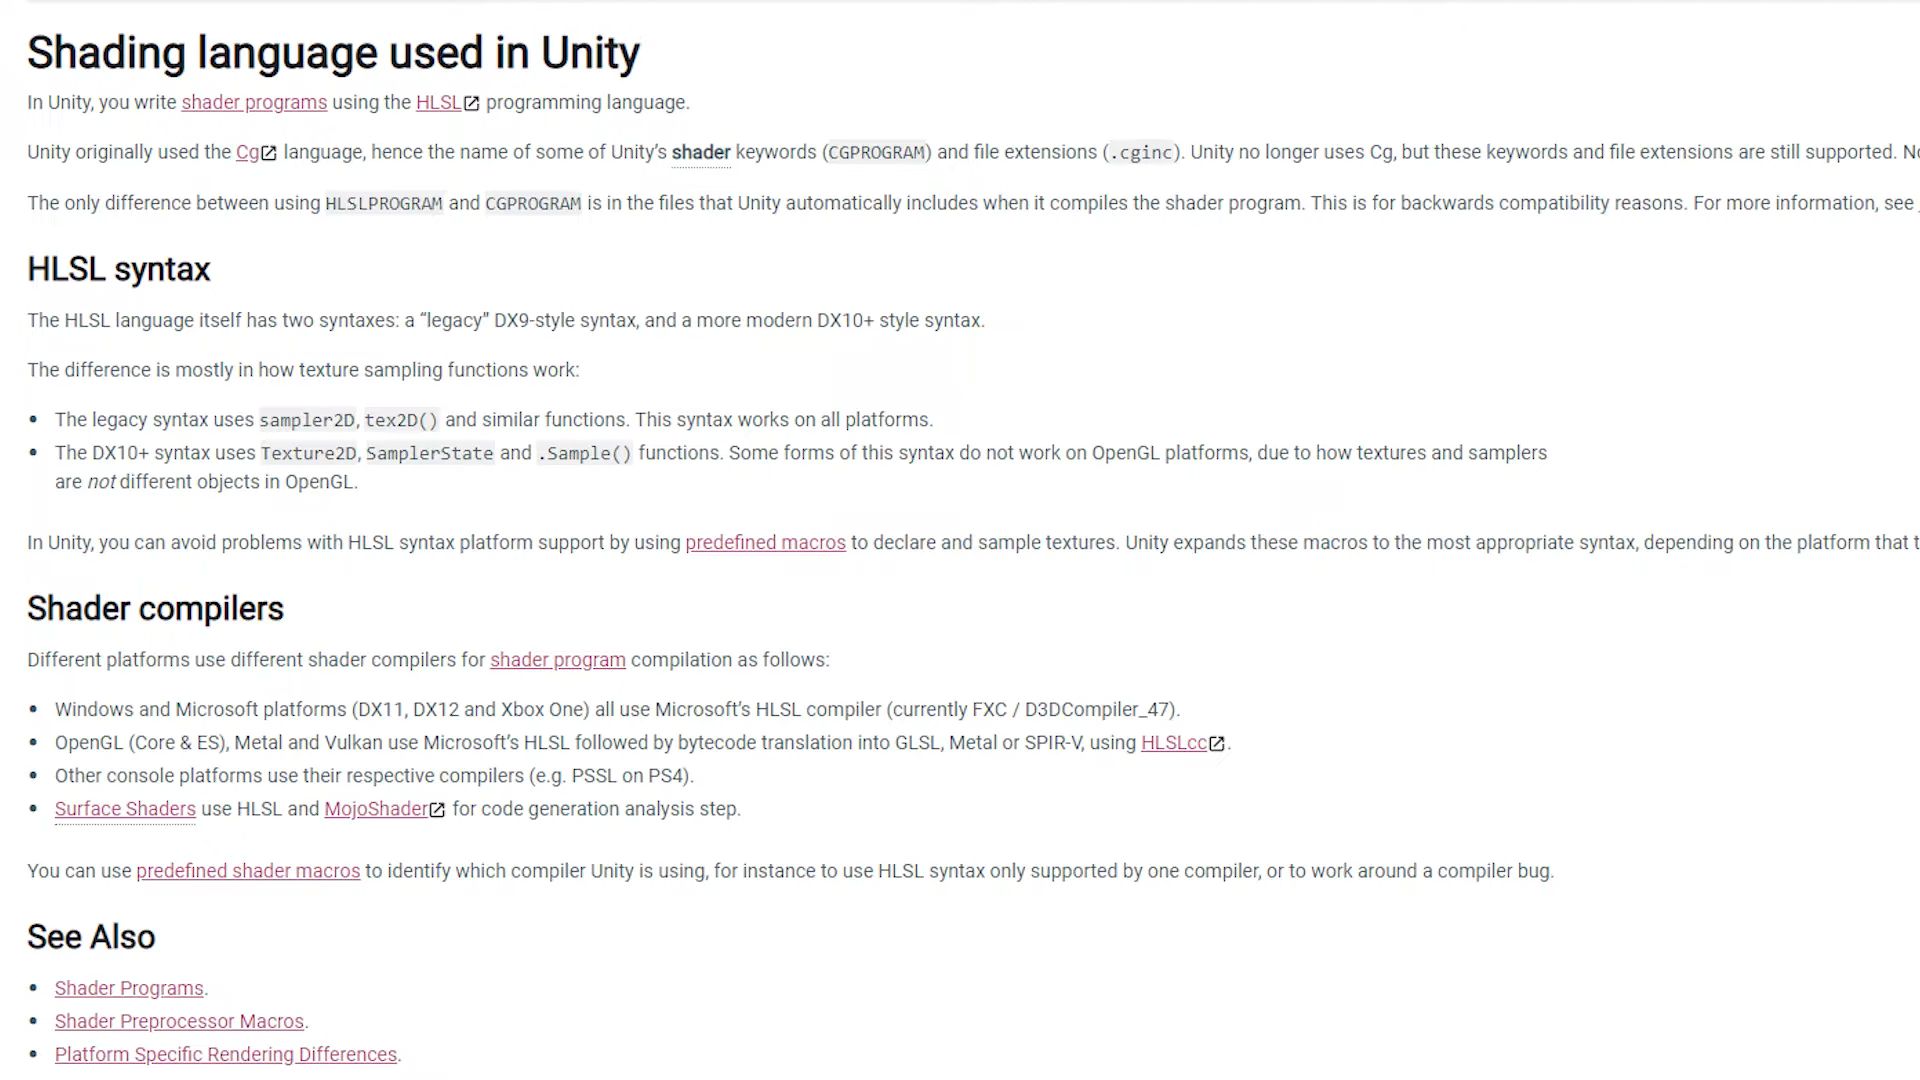 Shading language used in Unity
In Unity, you write shader programs using the HLSL programming language.
Unity originally used the Cg language, hence the name of some of Unity’s shader keywords (CGPROGRAM) and file extensions (.cginc). Unity no longer uses Cg, but these keywords and file extensions are still supported.
The only difference between using HLSLPROGRAM and CGPROGRAM is in the files that Unity automatically includes when it compiles the shader program. This is for backwards compatibility reasons. For more information, see
HLSL syntax
The HLSL language itself has two syntaxes: a “legacy” DX9-style syntax, and a more modern DX10+ style syntax.
The difference is mostly in how texture sampling functions work:
• The legacy syntax uses sampler2D, tex2D() and similar functions. This syntax works on all platforms.
• The DX10+ syntax uses Texture2D, SamplerState and .Sample() functions. Some forms of this syntax do not work on OpenGL platforms, due to how textures and samplers
are not different objects in OpenGL.
In Unity, you can avoid problems with HLSL syntax platform support by using predefined macros to declare and sample textures. Unity expands these macros to the most appropriate syntax, depending on the platform that
Shader compilers
Different platforms use different shader compilers for shader program compilation as follows:
• Windows and Microsoft platforms (DX11, DX12 and Xbox One) all use Microsoft’s HLSL compiler (currently FXC / D3DCompiler_47).
• OpenGL (Core & ES), Metal and Vulkan use Microsoft’s HLSL followed by bytecode translation into GLSL, Metal or SPIR-V, using HLSLcc.
• Other console platforms use their respective compilers (e.g. PSSL on PS4).
• Surface Shaders use HLSL and MojoShader for code generation analysis step.
You can use predefined shader macros to identify which compiler Unity is using, for instance to use HLSL syntax only supported by one compiler, or to work around a compiler bug.
See Also
• Shader Programs.
• Shader Preprocessor Macros.
• Platform Specific Rendering Differences.